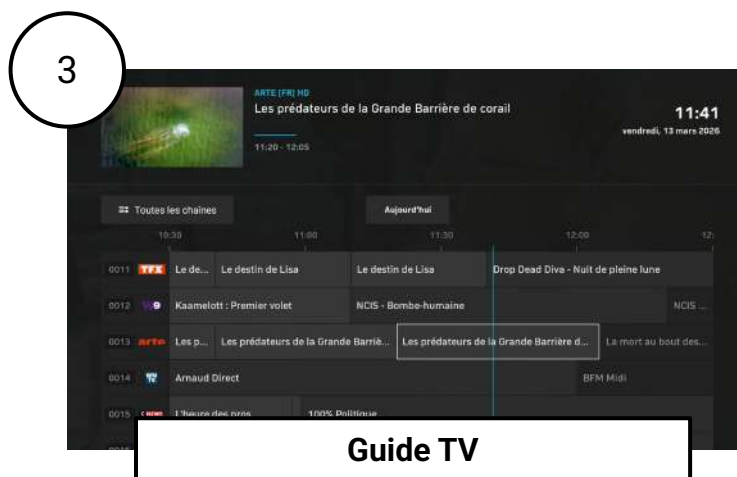 3
ARTE (FR) HD
Les prédateurs de la Grande Barrière de corail
11:20 - 12:05
11:41
vendredi, 13 mars 2026
Toutes les chaînes
Aujourd'hui
10:30 11:00 11:30 12:00 12:
0011 TFX Le de... Le destin de Lisa Le destin de Lisa Drop Dead Diva - Nuit de pleine lune
0012 W9 Kaamelott : Premier volet NCIS - Bombe-humaine NCIS ...
0013 arte Les p... Les prédateurs de la Grande Barriè... Les prédateurs de la Grande Barrière d... La mort au bout des...
0014 Arnaud Direct BFM Midi
0015 CNEWS L'heure des pros 100% Politique
Guide TV